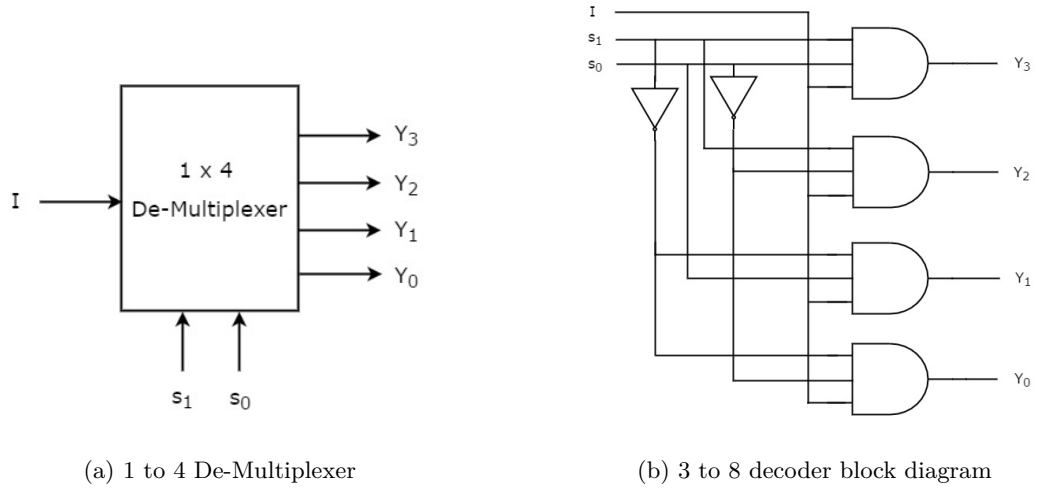 I
1 x 4
De-Multiplexer
Y3
Y2
Y1
Y0
s1 s0
(a) 1 to 4 De-Multiplexer
I
s1
s0
Y3
Y2
Y1
Y0
(b) 3 to 8 decoder block diagram